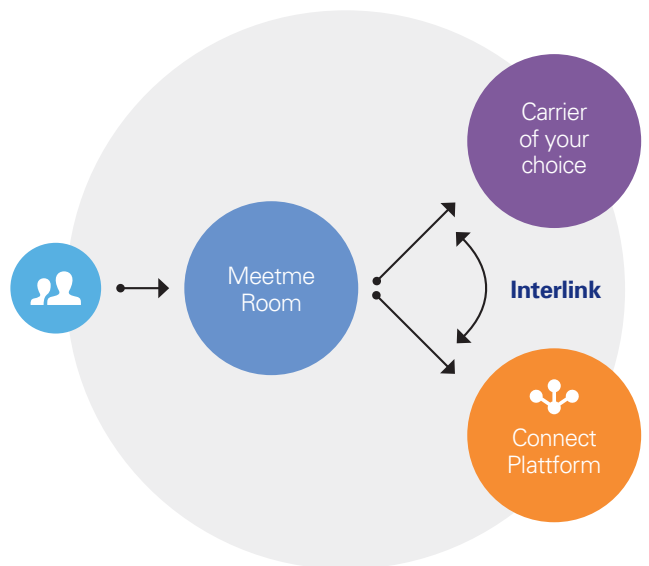 Carrier
of your
choice
Meetme
Room
Interlink
Connect
Plattform